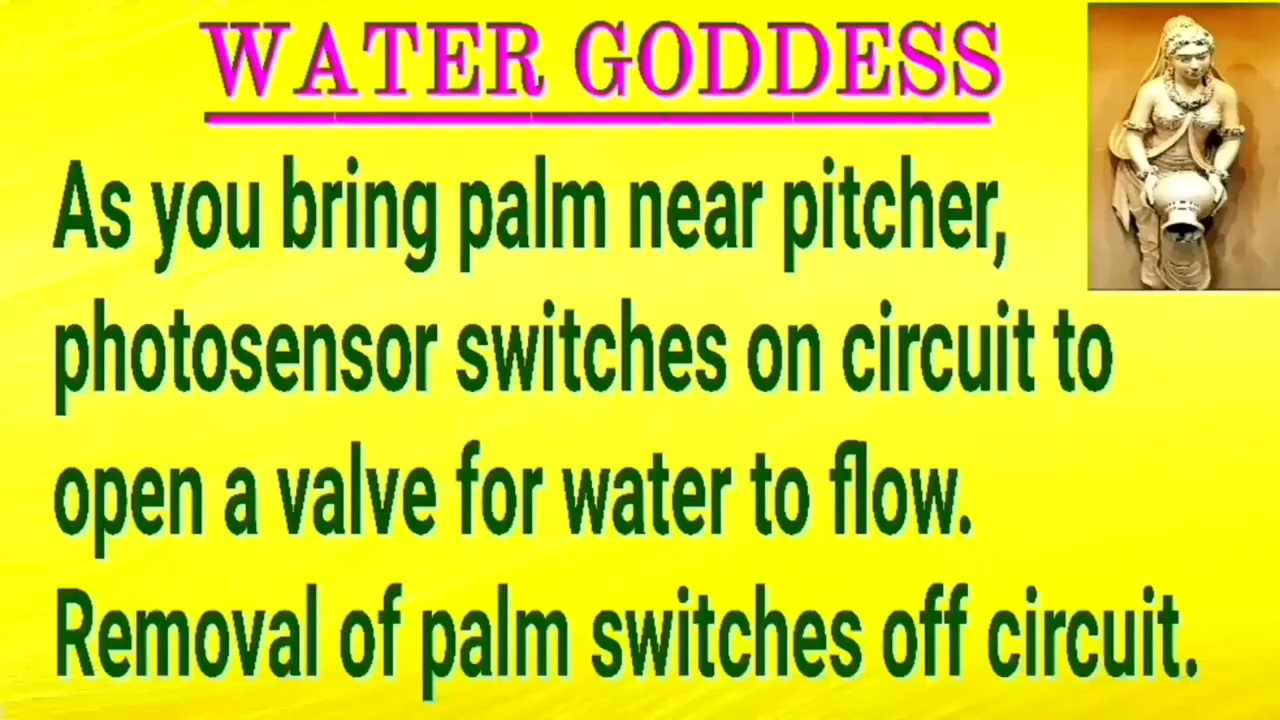 WATER GODDESS
As you bring palm near pitcher,
photosensor switches on circuit to
open a valve for water to flow.
Removal of palm switches off circuit.